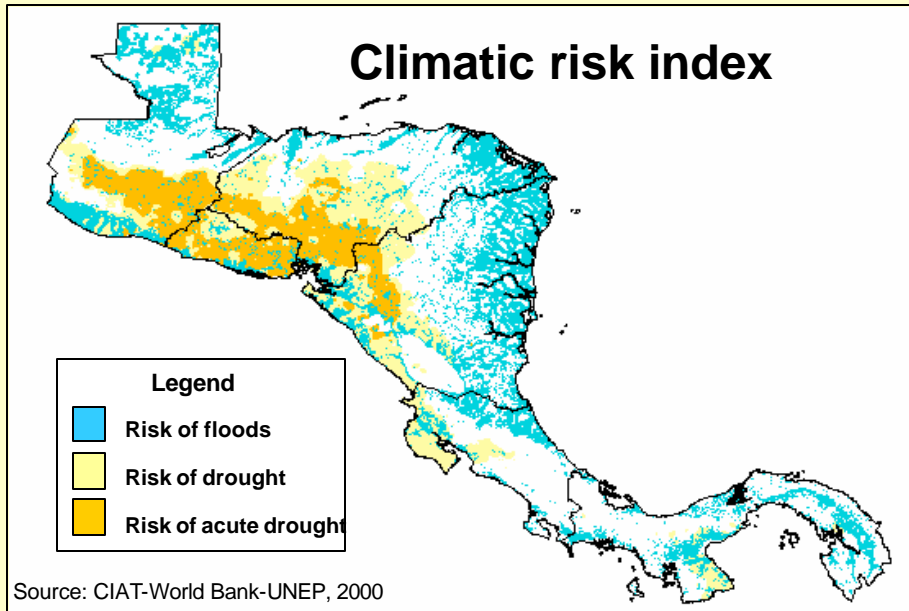 Climatic risk index
Legend
Risk of floods
Risk of drought
Risk of acute drought
Source: CIAT-World Bank-UNEP, 2000